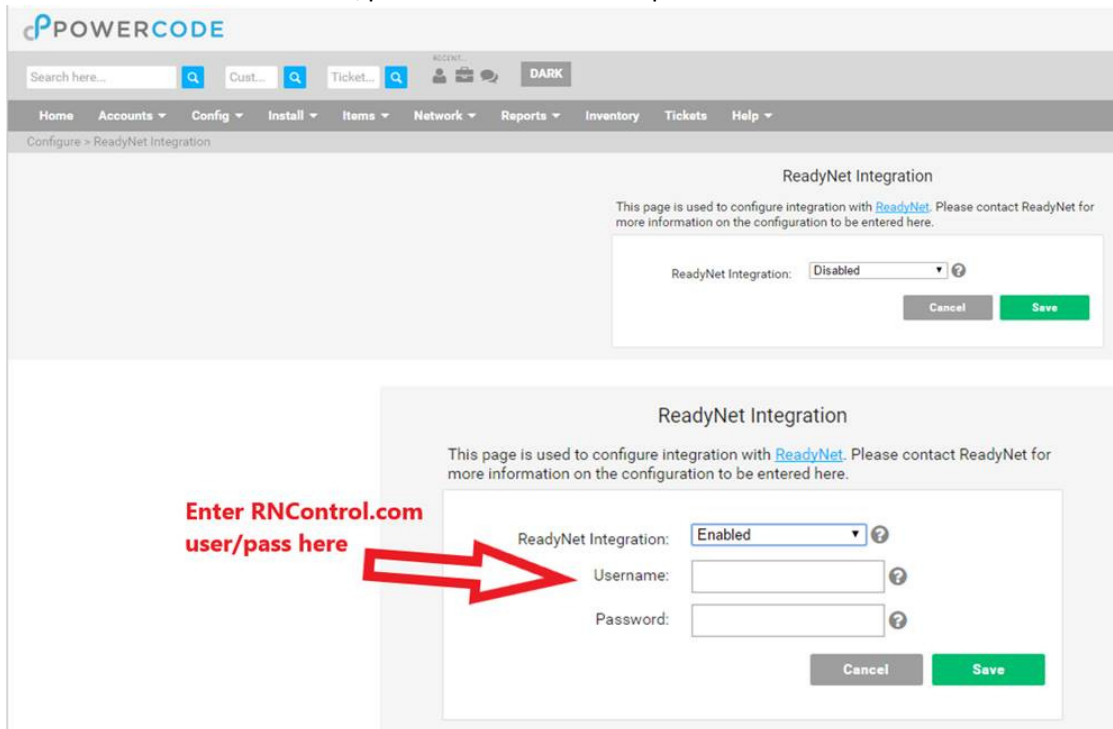 POWERCODE
ACCENT...
Search here... Cust... Ticket... DARK
Home Accounts Config Install Items Network Reports Inventory Tickets Help
Configure > ReadyNet Integration
ReadyNet Integration
This page is used to configure integration with ReadyNet. Please contact ReadyNet for
more information on the configuration to be entered here.
ReadyNet Integration: Disabled
Cancel Save
ReadyNet Integration
This page is used to configure integration with ReadyNet. Please contact ReadyNet for
more information on the configuration to be entered here.
Enter RNControl.com
user/pass here
ReadyNet Integration: Enabled
Username:
Password:
Cancel Save